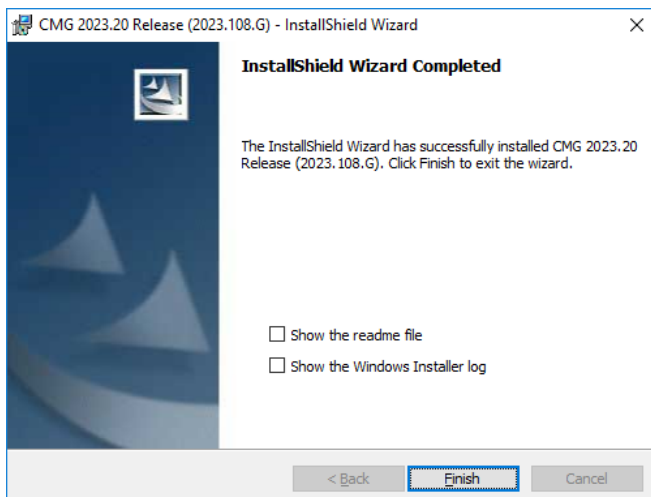 CMG 2023.20 Release (2023.108.G) - InstallShield Wizard
InstallShield Wizard Completed
The InstallShield Wizard has successfully installed CMG 2023.20
Release (2023.108.G). Click Finish to exit the wizard.
Show the readme file
Show the Windows Installer log
< Back
Finish
Cancel